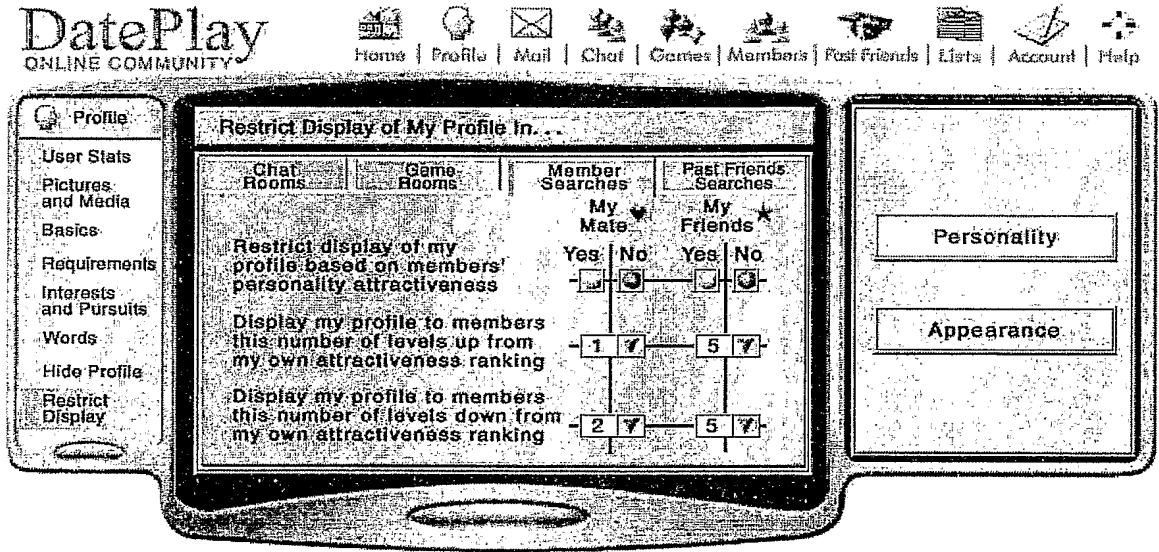 DatePlay
ONLINE COMMUNITY
Home | Profile | Mail | Chat | Games | Members | Past Friends | Lists | Account | Help
Profile
User Stats
Pictures
and Media
Basics
Requirements
Interests
and Pursuits
Words
Hide Profile
Restrict
Display
Restrict Display of My Profile In. . .
Chat
Rooms
Game
Rooms
Member
Searches
Past Friends
Searches
My
Mate
My
Friends
Yes No Yes No
Restrict display of my
profile based on members'
personality attractiveness
Display my profile to members
this number of levels up from
my own attractiveness ranking
1 5
Display my profile to members
this number of levels down from
my own attractiveness ranking
2 5
Personality
Appearance